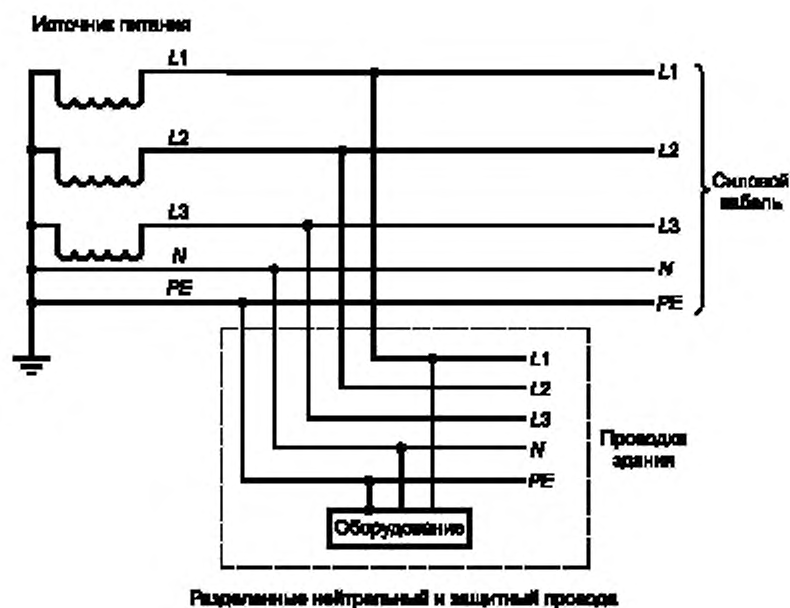 Источник питания
L1
L1
L2
L2
Силовой
кабель
L3
L3
N
N
PE
PE
L1
L2
L3
N
Проводка
здания
PE
Оборудование
Разделенные нейтральный и защитный провода